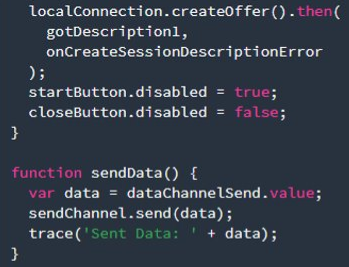 localConnection.createOffer().then(
gotDescription1,
onCreateSessionDescriptionError
);
startButton.disabled = true;
closeButton.disabled = false;
}
function sendData() {
var data = dataChannelSend.value;
sendChannel.send(data);
trace('Sent Data: ' + data);
}